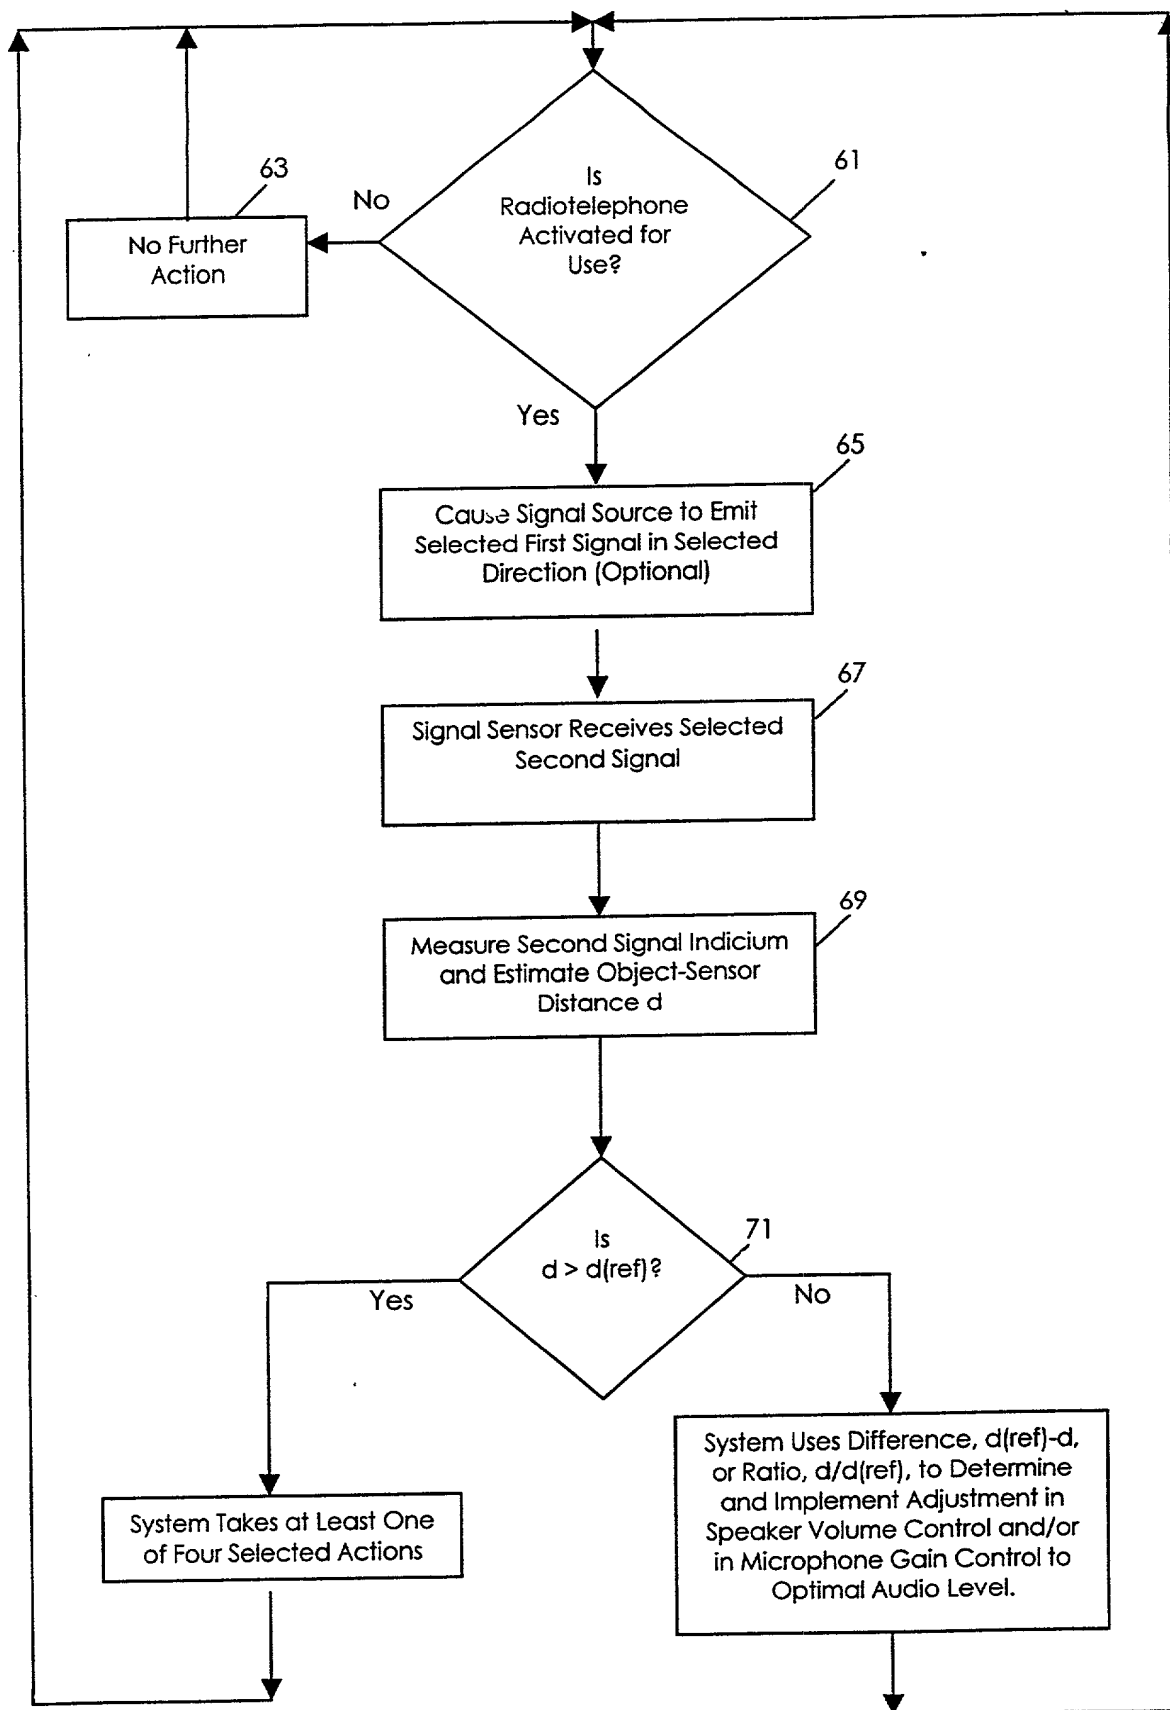 63
No Further
Action
No
Is
Radiotelephone
Activated for
Use?
61
Yes
65
Cause Signal Source to Emit
Selected First Signal in Selected
Direction (Optional)
67
Signal Sensor Receives Selected
Second Signal
69
Measure Second Signal Indicium
and Estimate Object-Sensor
Distance d
Is
d > d(ref)?
71
Yes
No
System Takes at Least One
of Four Selected Actions
System Uses Difference, d(ref)-d,
or Ratio, d/d(ref), to Determine
and Implement Adjustment in
Speaker Volume Control and/or
in Microphone Gain Control to
Optimal Audio Level.